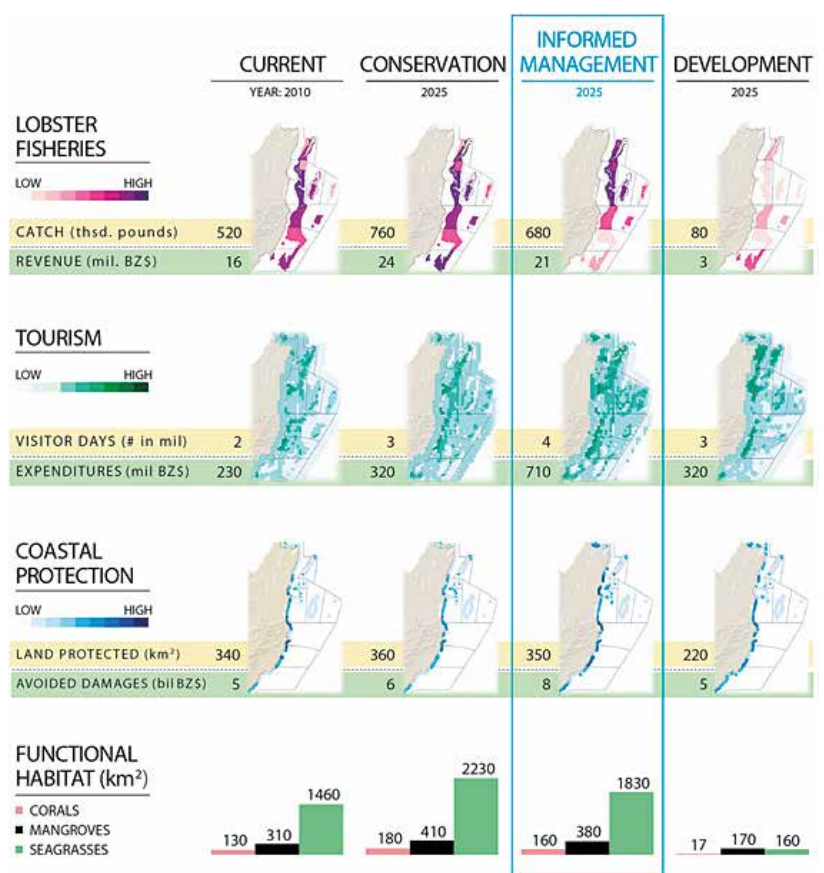 CURRENT
YEAR: 2010
CONSERVATION
2025
INFORMED
MANAGEMENT
2025
DEVELOPMENT
2025
LOBSTER
FISHERIES
LOW HIGH
CATCH (thsd. pounds) 520 760 680 80
REVENUE (mil. BZ$) 16 24 21 3
TOURISM
LOW HIGH
VISITOR DAYS (# in mil) 2 3 4 3
EXPENDITURES (mil BZ$) 230 320 710 320
COASTAL
PROTECTION
LOW HIGH
LAND PROTECTED (km²) 340 360 350 220
AVOIDED DAMAGES (bil BZ$) 5 6 8 5
FUNCTIONAL
HABITAT (km²)
CORALS
MANGROVES
SEAGRASSES
130 310 1460
180 410 2230
160 380 1830
17 170 160